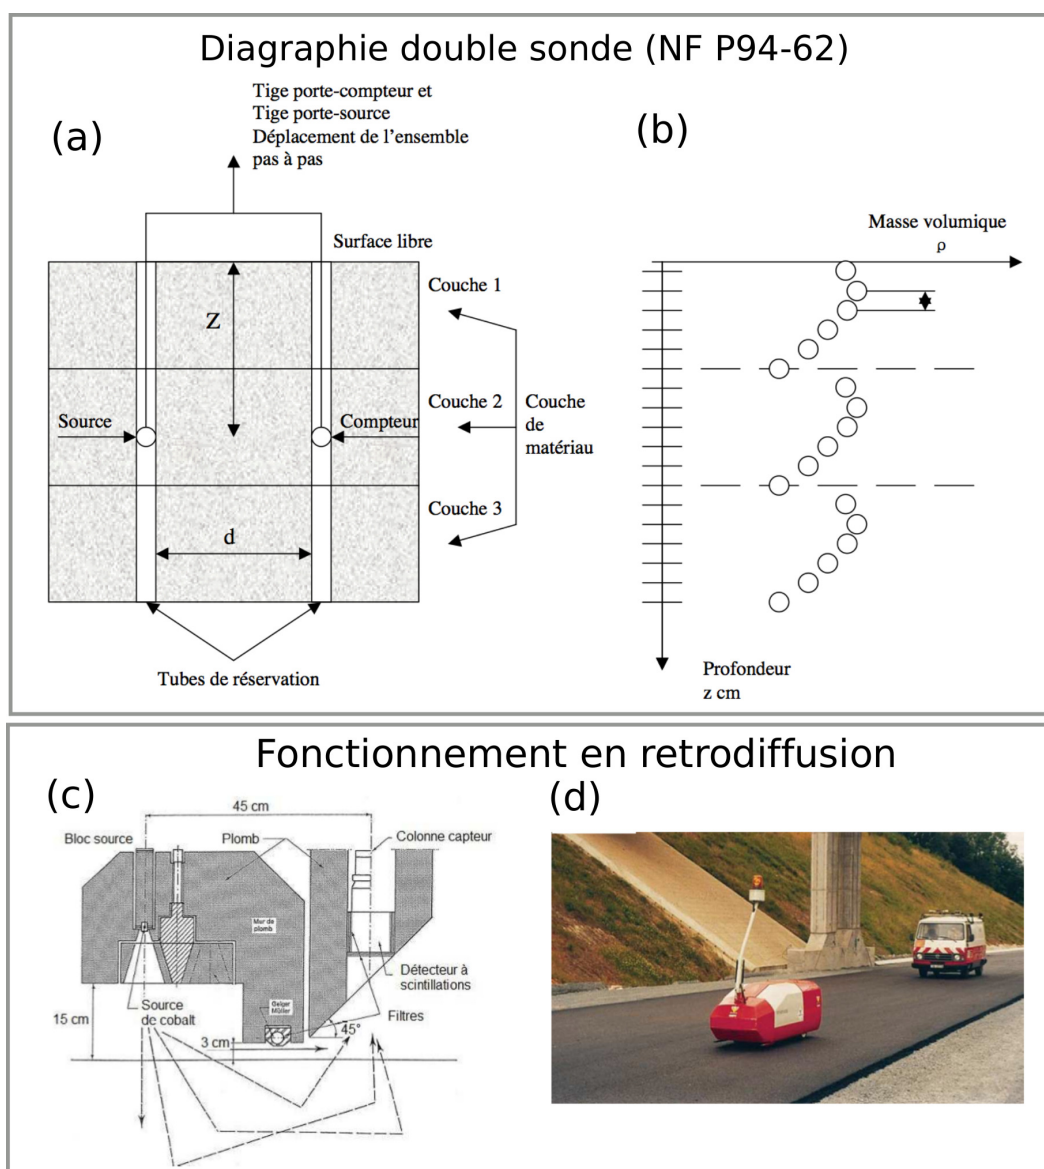 Diagraphie double sonde (NF P94-62)
(a)
Tige porte-compteur et
Tige porte-source
Déplacement de l'ensemble
pas à pas
Surface libre
Couche 1
Z
Source
Compteur
Couche 2
Couche
de
matériau
Couche 3
d
Tubes de réservation
(b)
Masse volumique
ρ
Profondeur
z cm
Fonctionnement en retrodiffusion
(c)
45 cm
Bloc source
Plomb
Colonne capteur
Mur de
plomb
Détecteur à
scintillations
Source
de cobalt
Geiger
Müller
Filtres
15 cm
3 cm
45°
(d)